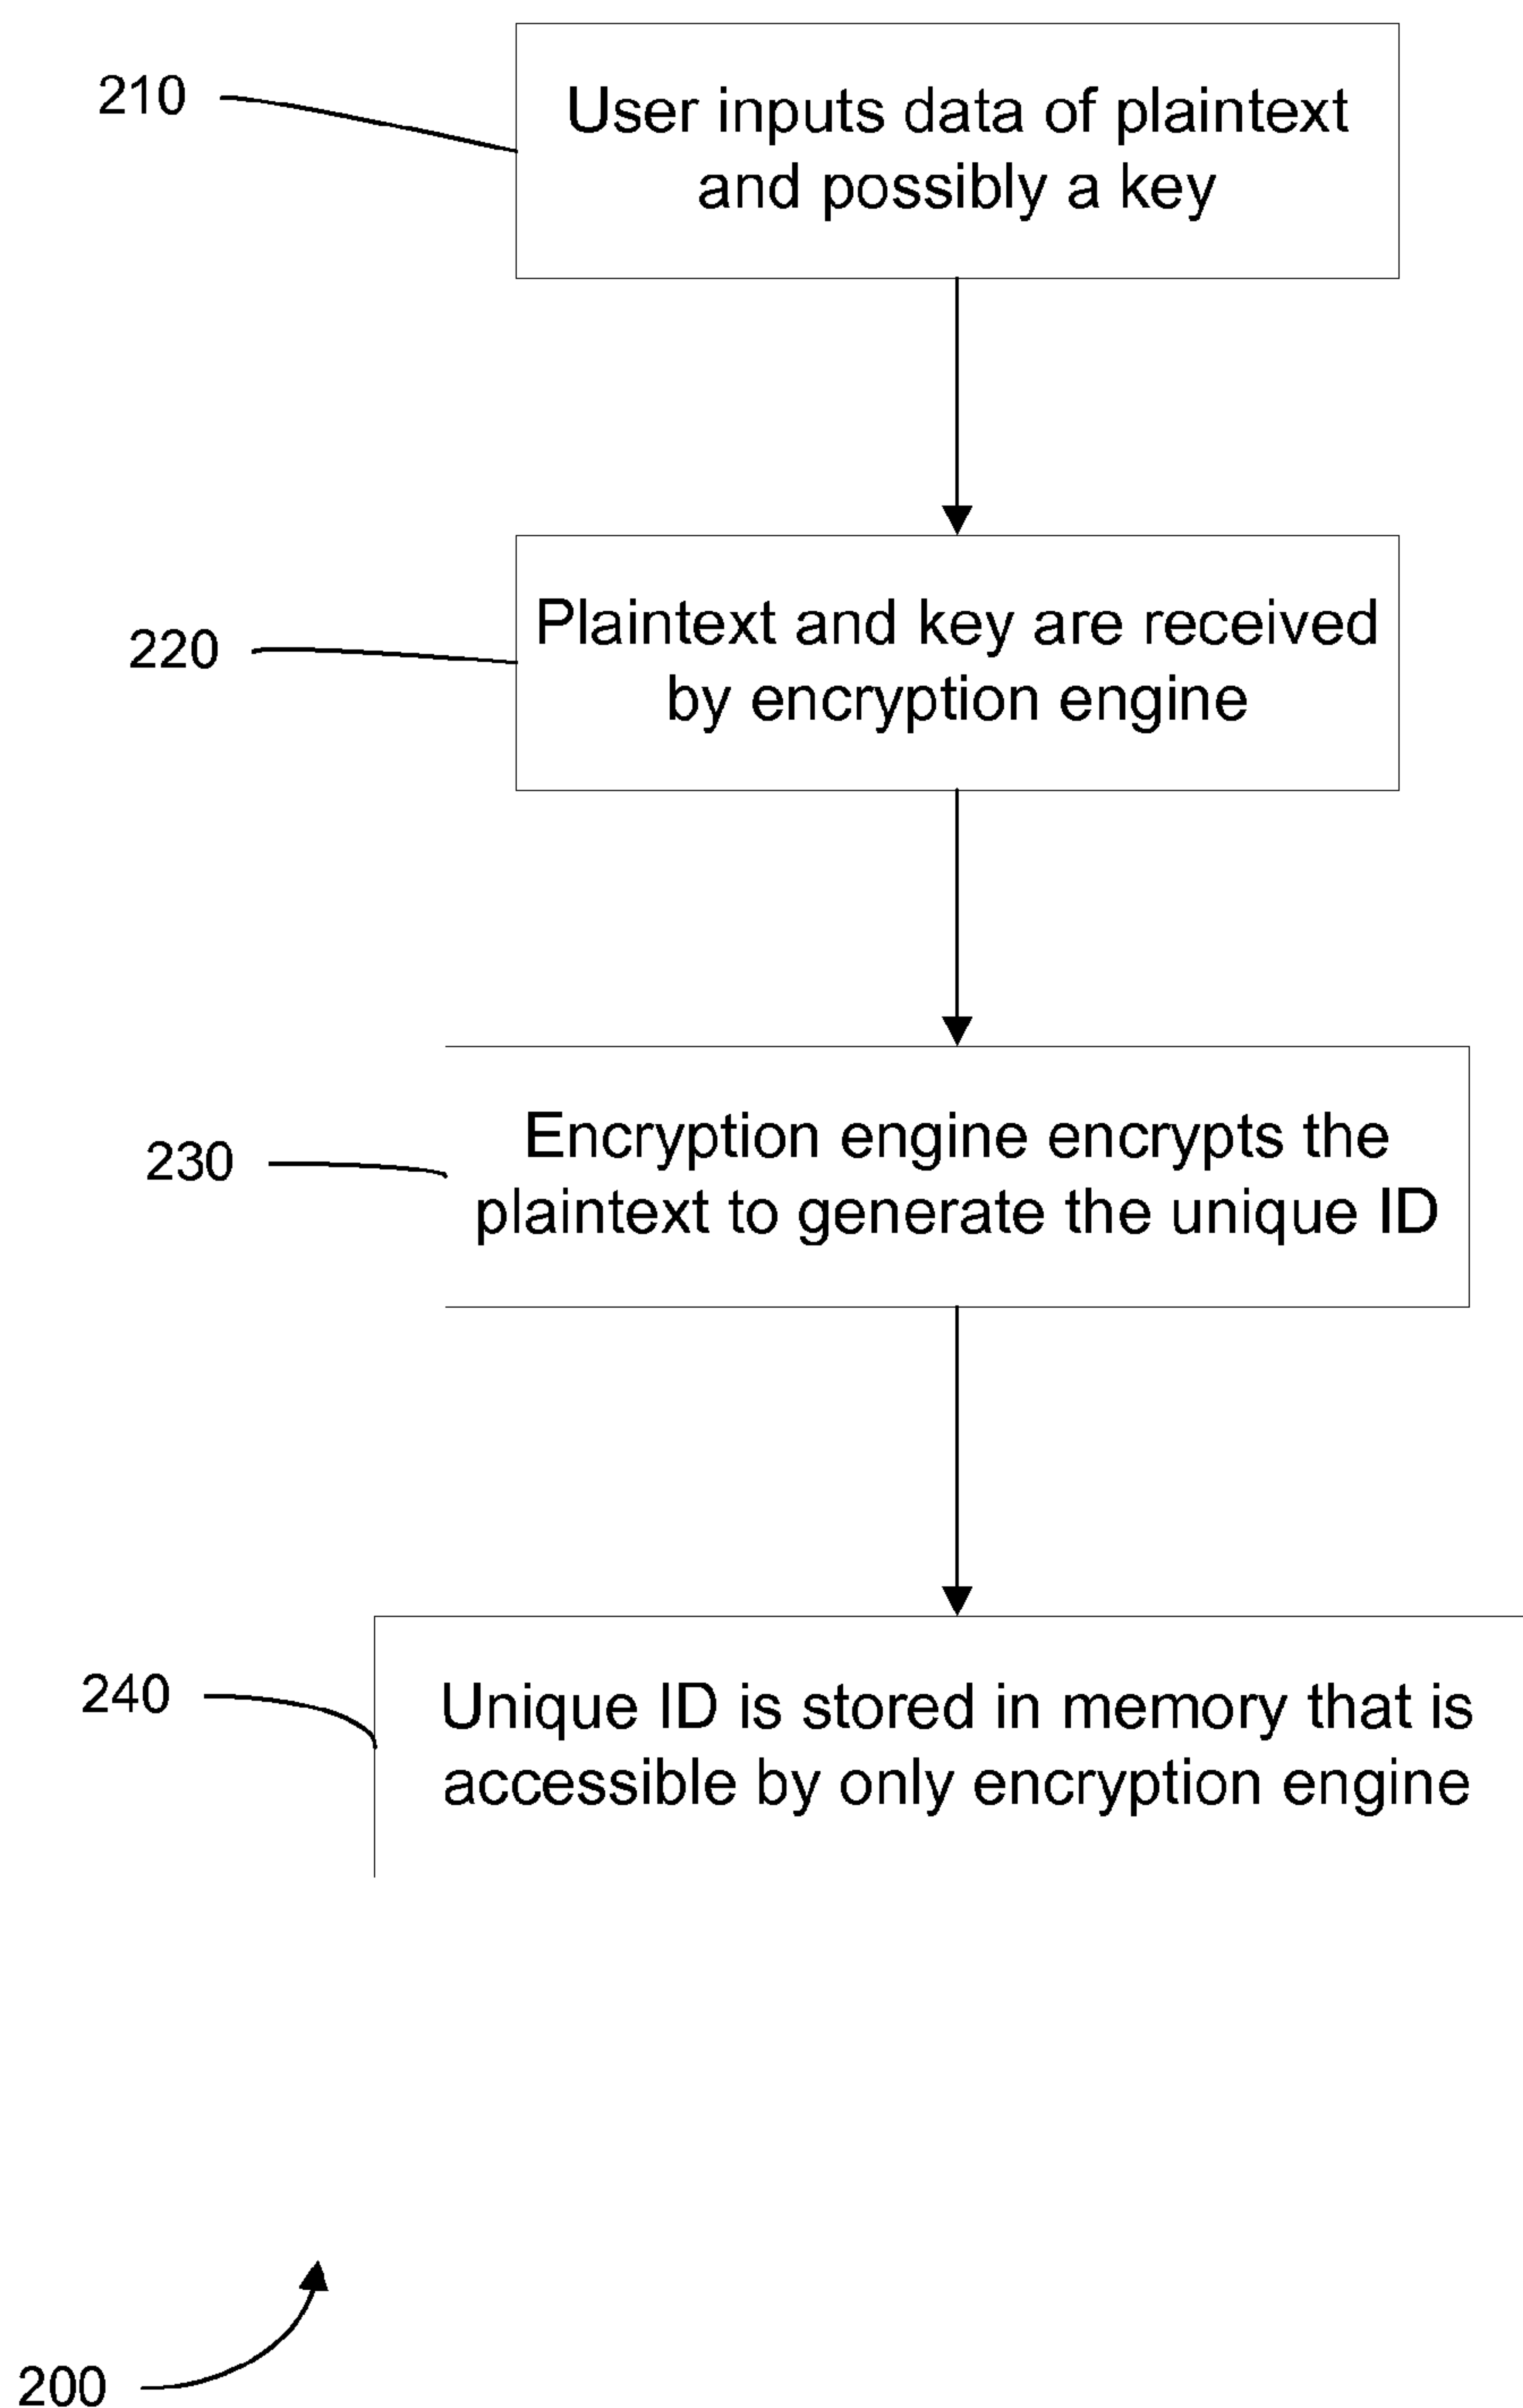 210
User inputs data of plaintext
and possibly a key
220
Plaintext and key are received
by encryption engine
230
Encryption engine encrypts the
plaintext to generate the unique ID
240
Unique ID is stored in memory that is
accessible by only encryption engine
200